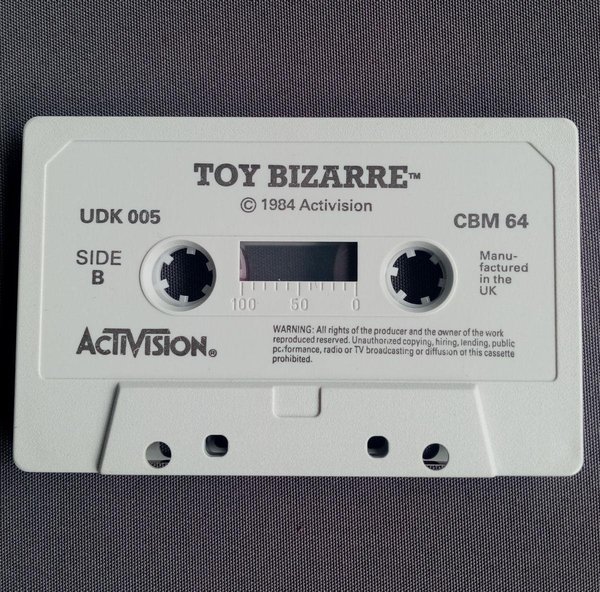 TOY BIZARRE™
© 1984 Activision
UDK 005
CBM 64
SIDE
B
Manu-
factured
in the
UK
100 50 0
ACTIVISION®
WARNING: All rights of the producer and the owner of the work
reproduced reserved. Unauthorized copying, hiring, lending, public
performance, radio or TV broadcasting or diffusion of this cassette
prohibited.